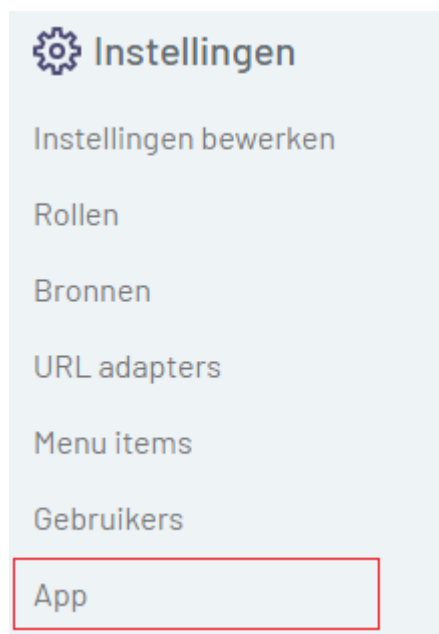 Instellingen
Instellingen bewerken
Rollen
Bronnen
URL adapters
Menu items
Gebruikers
App